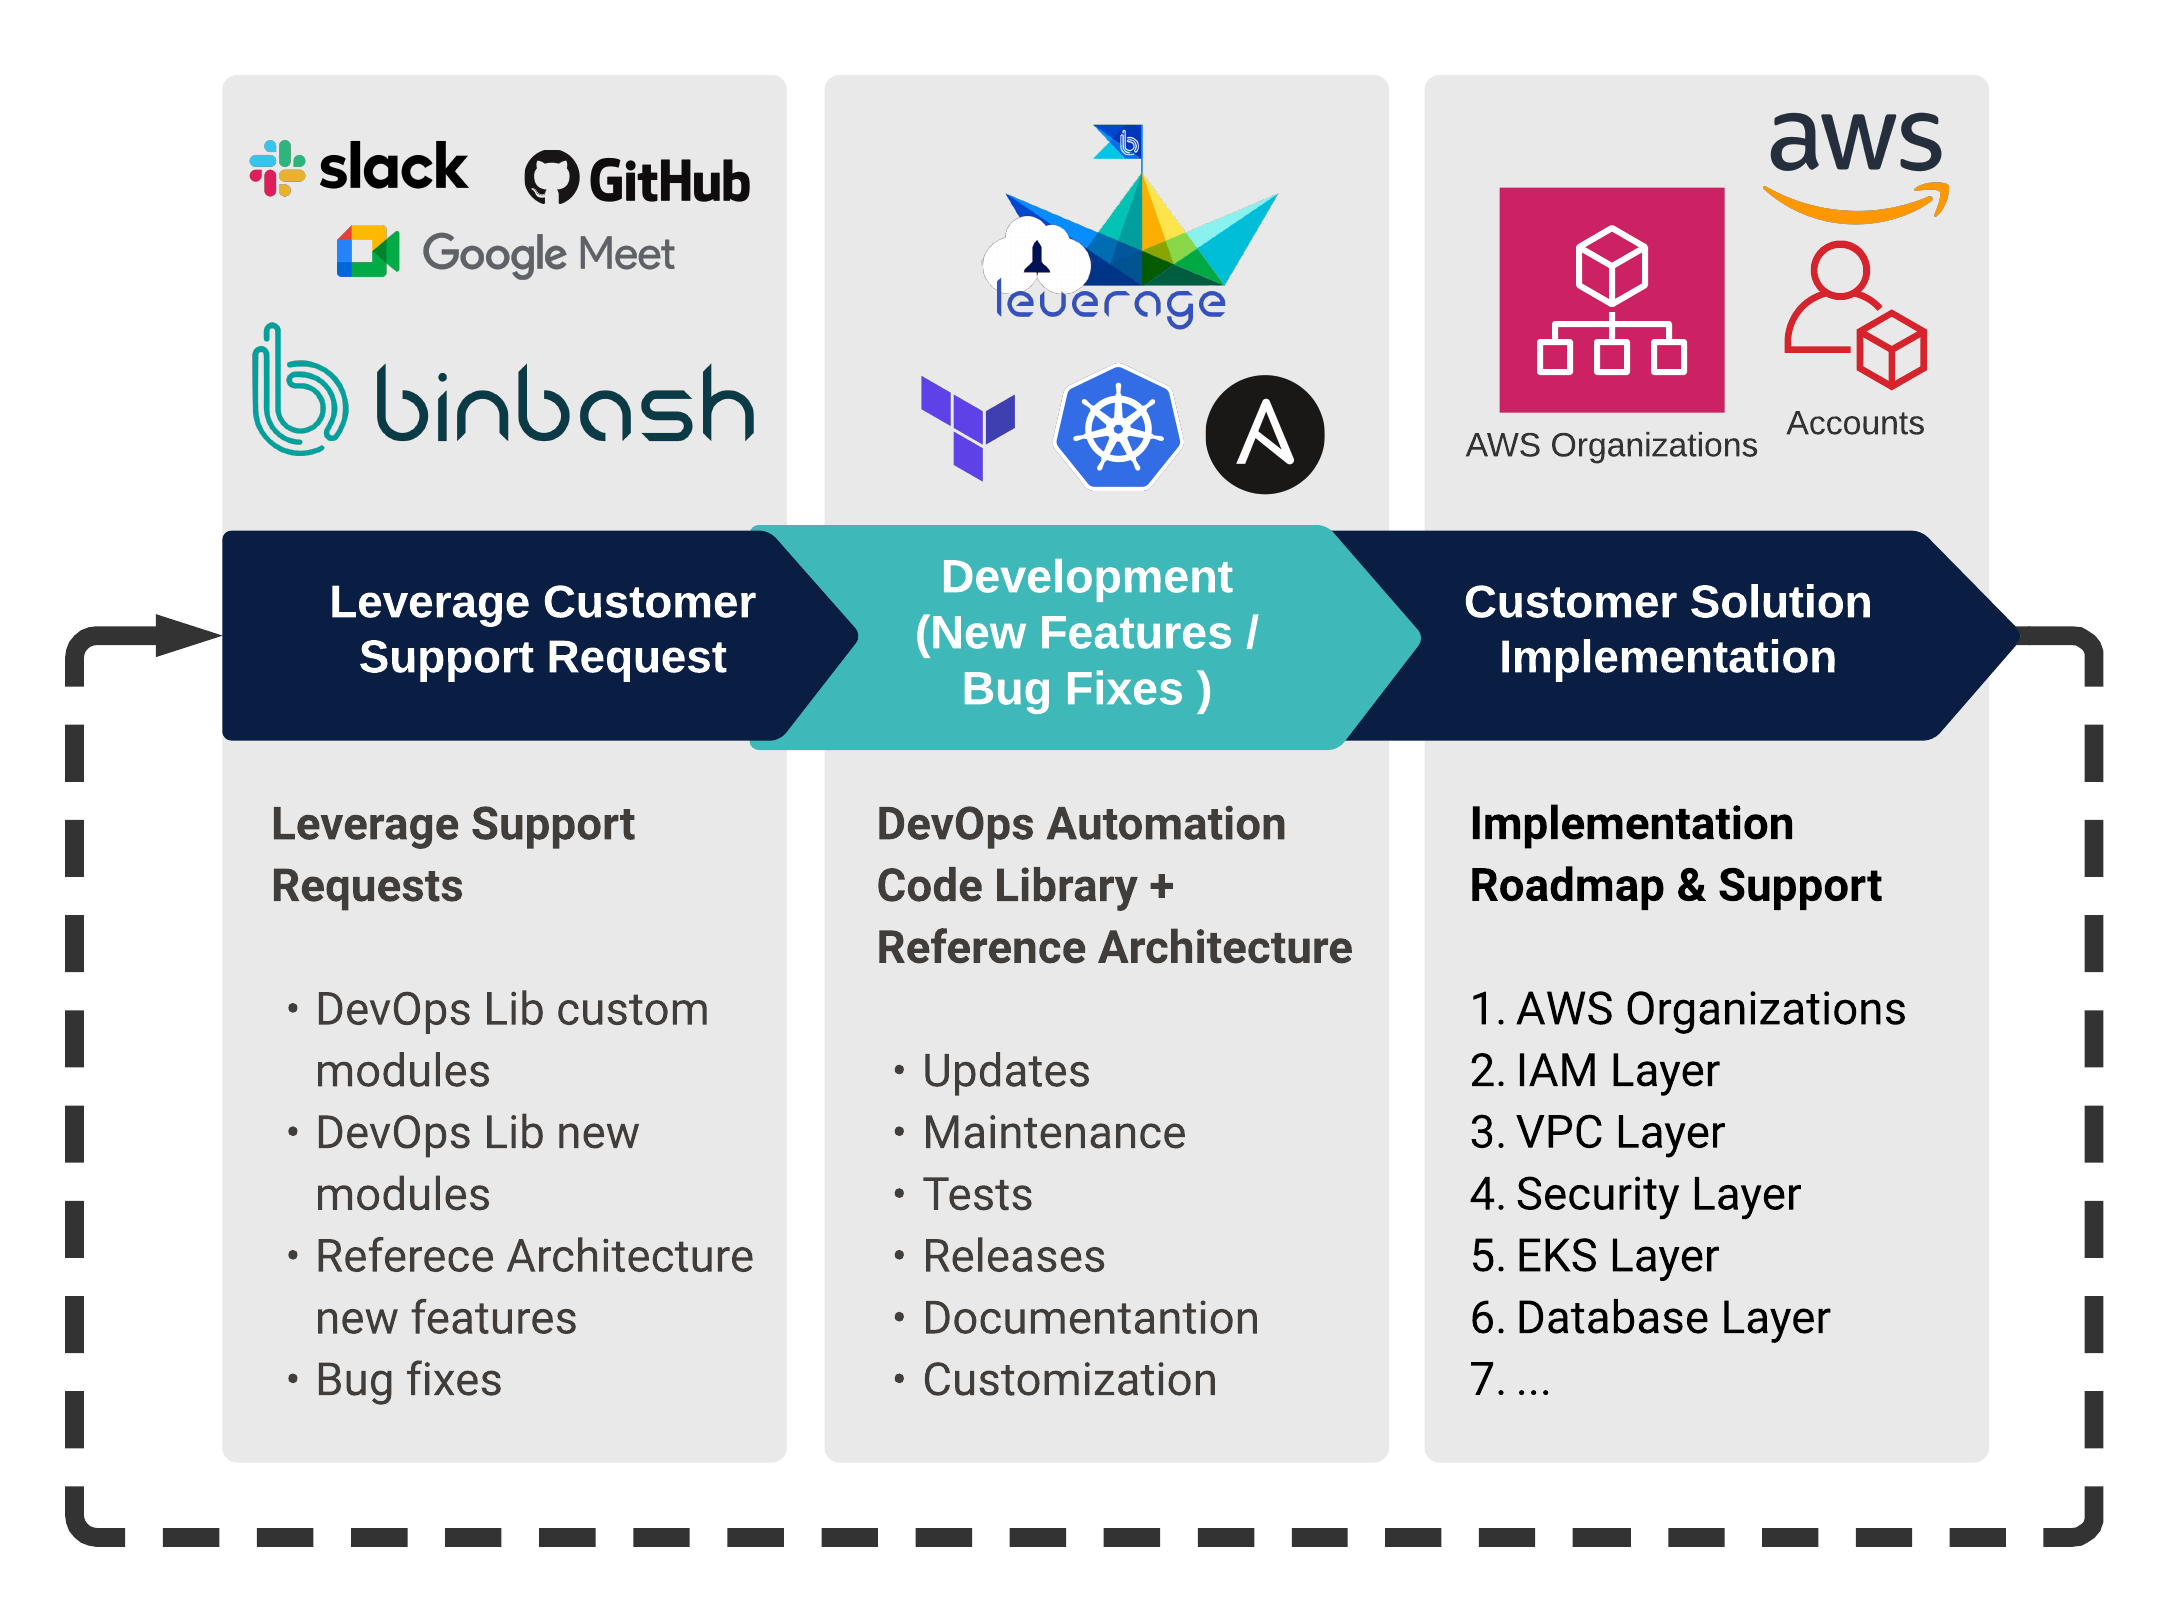 slack
GitHub
Google Meet
binbash
leverage
aws
AWS Organizations
Accounts
Leverage Customer
Support Request
Development
(New Features /
Bug Fixes )
Customer Solution
Implementation
Leverage Support
Requests
• DevOps Lib custom
modules
• DevOps Lib new
modules
• Referece Architecture
new features
• Bug fixes
DevOps Automation
Code Library +
Reference Architecture
• Updates
• Maintenance
• Tests
• Releases
• Documentantion
• Customization
Implementation
Roadmap & Support
1. AWS Organizations
2. IAM Layer
3. VPC Layer
4. Security Layer
5. EKS Layer
6. Database Layer
7. ...